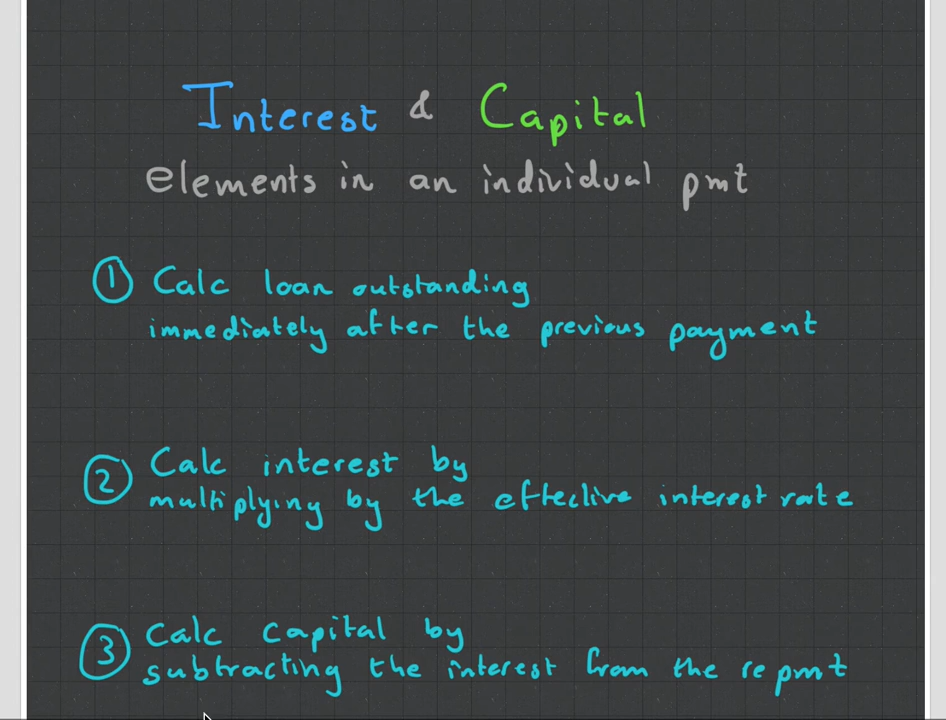 Interest & Capital
elements in an individual pmt
① Calc loan outstanding
immediately after the previous payment
② Calc interest by
multiplying by the effective interest rate
③ Calc capital by
subtracting the interest from the repmt